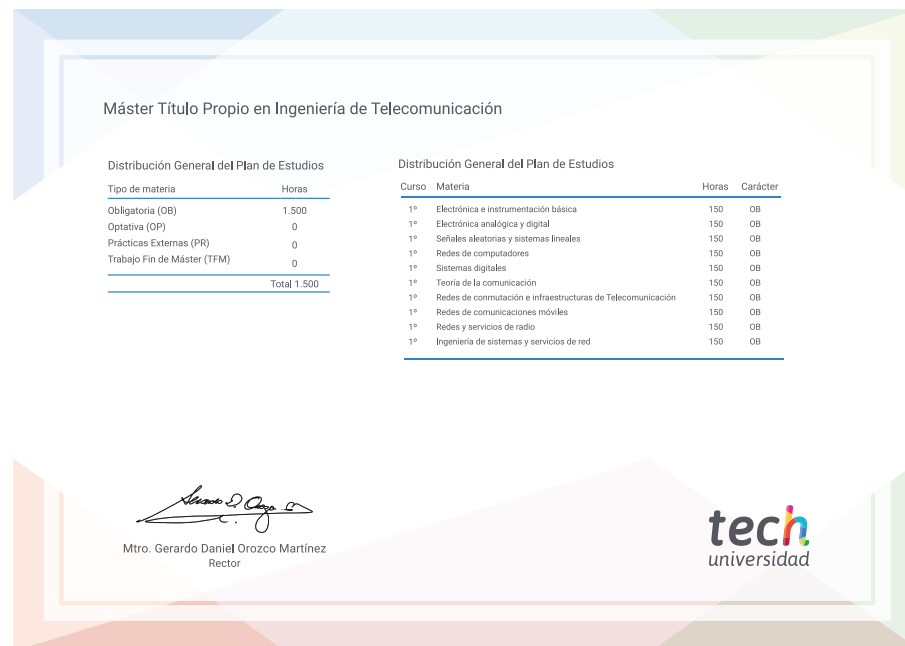 Máster Título Propio en Ingeniería de Telecomunicación
Distribución General del Plan de Estudios
Tipo de materia Horas
Obligatoria (OB) 1.500
Optativa (OP) 0
Prácticas Externas (PR) 0
Trabajo Fin de Máster (TFM) 0
Total 1.500
Distribución General del Plan de Estudios
Curso Materia Horas Carácter
1º Electrónica e instrumentación básica 150 OB
1º Electrónica analógica y digital 150 OB
1º Señales aleatorias y sistemas lineales 150 OB
1º Redes de computadores 150 OB
1º Sistemas digitales 150 OB
1º Teoría de la comunicación 150 OB
1º Redes de conmutación e infraestructuras de Telecomunicación 150 OB
1º Redes de comunicaciones móviles 150 OB
1º Redes y servicios de radio 150 OB
1º Ingeniería de sistemas y servicios de red 150 OB
Mtro. Gerardo Daniel Orozco Martínez
Rector
tech
universidad